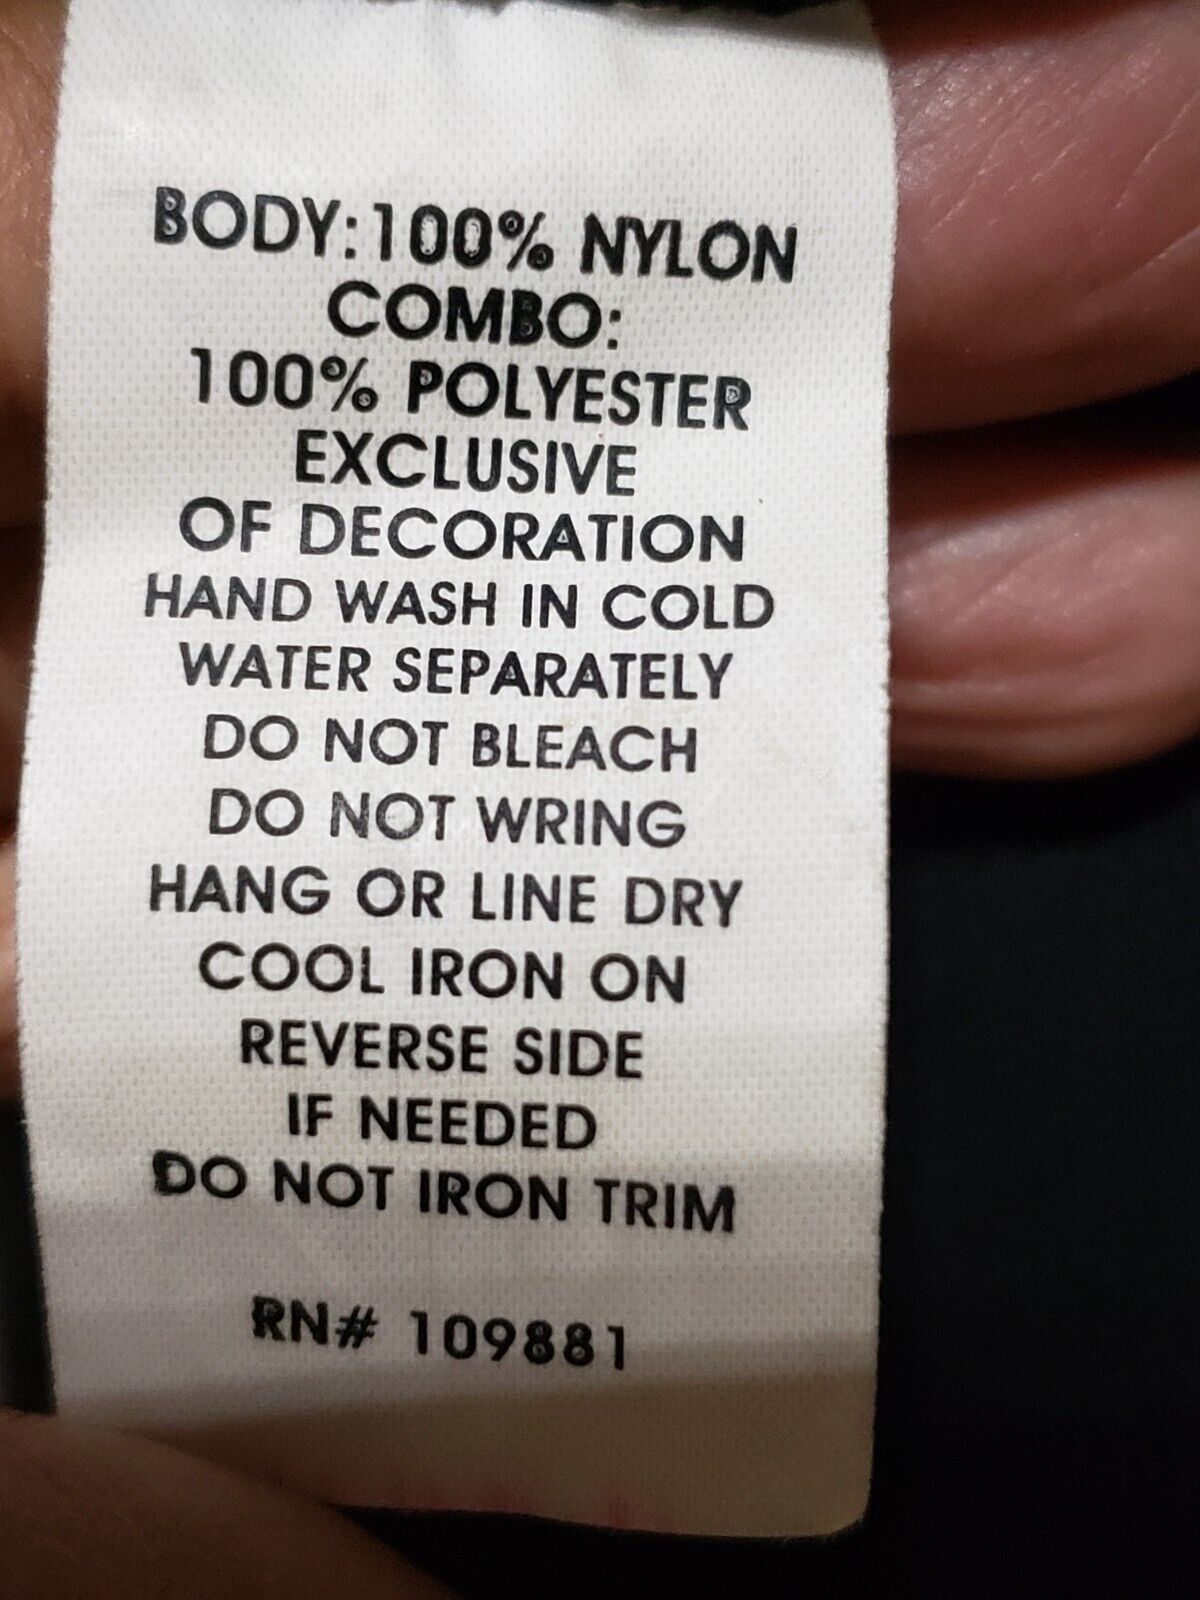 BODY:100% NYLON
COMBO:
100% POLYESTER
EXCLUSIVE
OF DECORATION
HAND WASH IN COLD
WATER SEPARATELY
DO NOT BLEACH
DO NOT WRING
HANG OR LINE DRY
COOL IRON ON
REVERSE SIDE
IF NEEDED
DO NOT IRON TRIM
RN# 109881